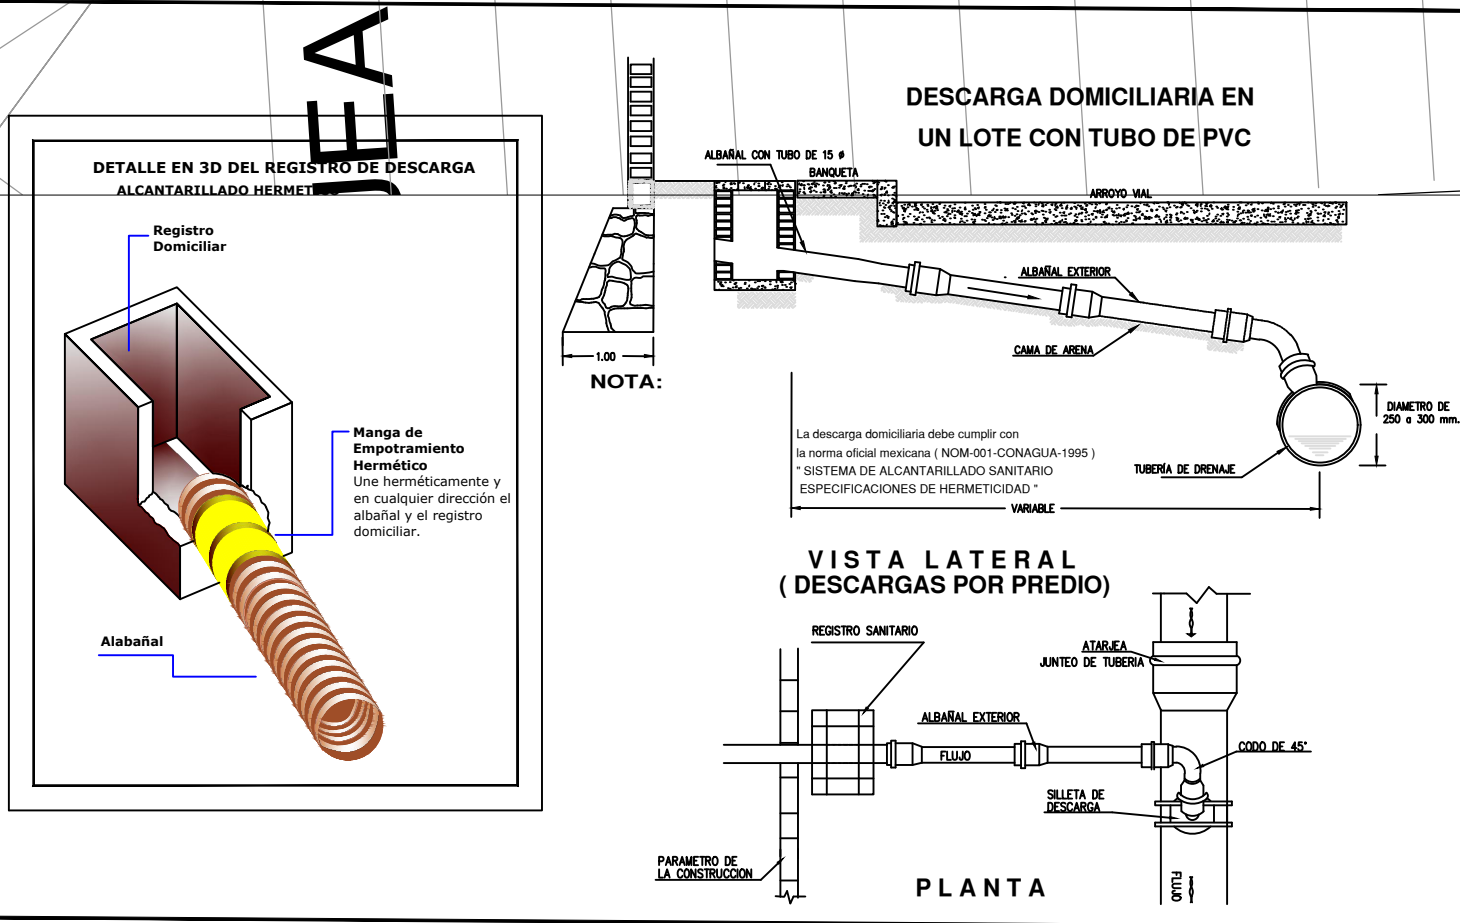 JEA
DETALLE EN 3D DEL REGISTRO DE DESCARGA
ALCANTARILLADO HERMETICO
Registro
Domiciliar
Manga de
Empotramiento
Hermético
Une herméticamente y
en cualquier dirección el
albañal y el registro
domiciliar.
Alabañal
DESCARGA DOMICILIARIA EN
UN LOTE CON TUBO DE PVC
ALBAÑAL CON TUBO DE 15 ø
BANQUETA
ARROYO VIAL
ALBAÑAL EXTERIOR
CAMA DE ARENA
1.00
NOTA:
DIAMETRO DE
250 a 300 mm.
La descarga domiciliaria debe cumplir con
la norma oficial mexicana ( NOM-001-CONAGUA-1995 )
" SISTEMA DE ALCANTARILLADO SANITARIO
ESPECIFICACIONES DE HERMETICIDAD "
TUBERÍA DE DRENAJE
VARIABLE
VISTA LATERAL
( DESCARGAS POR PREDIO)
REGISTRO SANITARIO
ATARJEA
JUNTEO DE TUBERIA
ALBAÑAL EXTERIOR
FLUJO
CODO DE 45°
SILLETA DE
DESCARGA
PARAMETRO DE
LA CONSTRUCCION
PLANTA
FLUJO